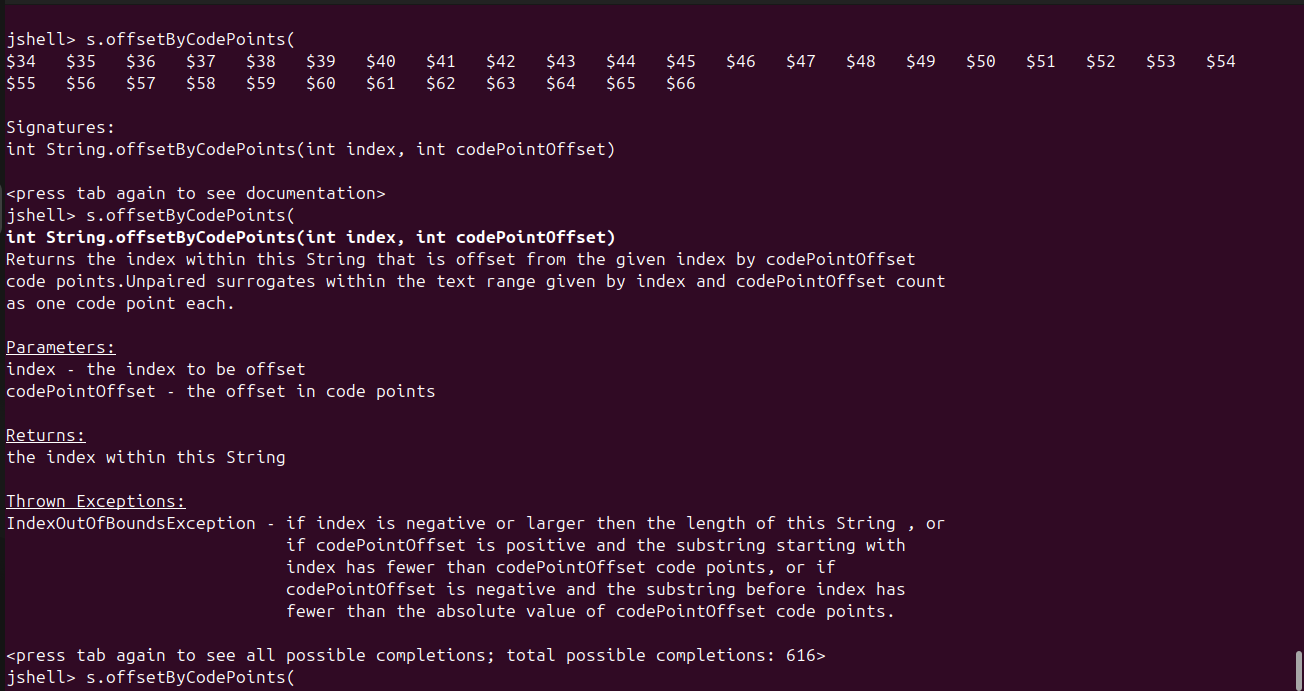 jshell> s.offsetByCodePoints(
$34   $35   $36   $37   $38   $39   $40   $41   $42   $43   $44   $45   $46   $47   $48   $49   $50   $51   $52   $53   $54
$55   $56   $57   $58   $59   $60   $61   $62   $63   $64   $65   $66
Signatures:
int String.offsetByCodePoints(int index, int codePointOffset)
<press tab again to see documentation>
jshell> s.offsetByCodePoints(
int String.offsetByCodePoints(int index, int codePointOffset)
Returns the index within this String that is offset from the given index by codePointOffset
code points.Unpaired surrogates within the text range given by index and codePointOffset count
as one code point each.
Parameters:
index - the index to be offset
codePointOffset - the offset in code points
Returns:
the index within this String
Thrown Exceptions:
IndexOutOfBoundsException - if index is negative or larger then the length of this String , or
if codePointOffset is positive and the substring starting with
index has fewer than codePointOffset code points, or if
codePointOffset is negative and the substring before index has
fewer than the absolute value of codePointOffset code points.
<press tab again to see all possible completions; total possible completions: 616>
jshell> s.offsetByCodePoints(